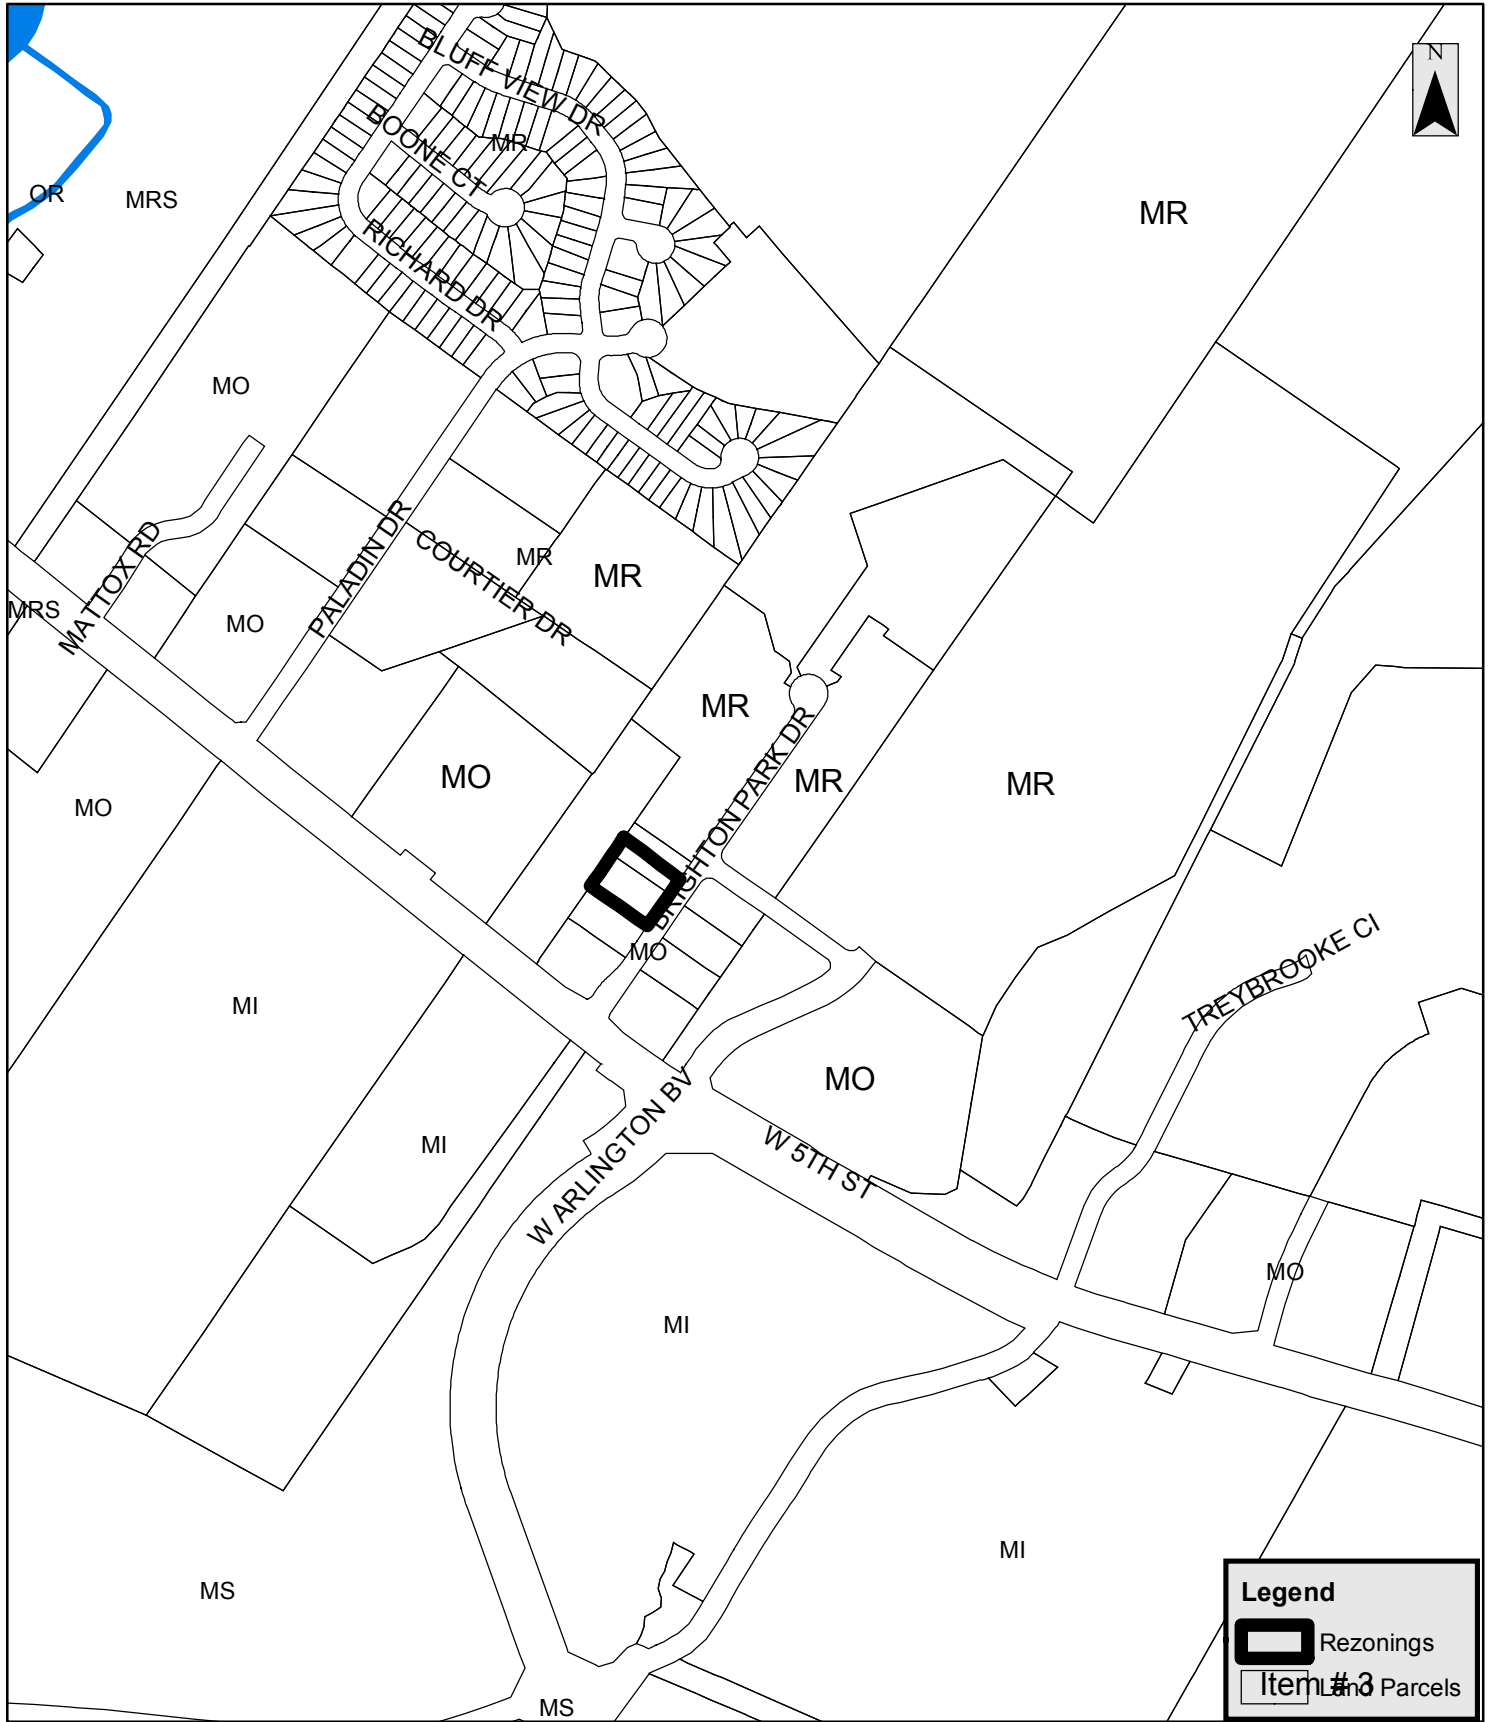 N
BLUFF VIEW DR
BOONE CT
MR
OR
MRS
MR
RICHARD DR
MO
MATTOX RD
PALADIN DR
COURTIER DR
MR
MR
MRS
MO
MR
BRIGHTON PARK DR
MO
MR
MR
MO
MO
MI
TREYBROOKE CI
MO
W ARLINGTON BV
MI
W 5TH ST
MO
MI
MI
MS
MS
Legend
Rezonings
Land Parcels
Item # 3